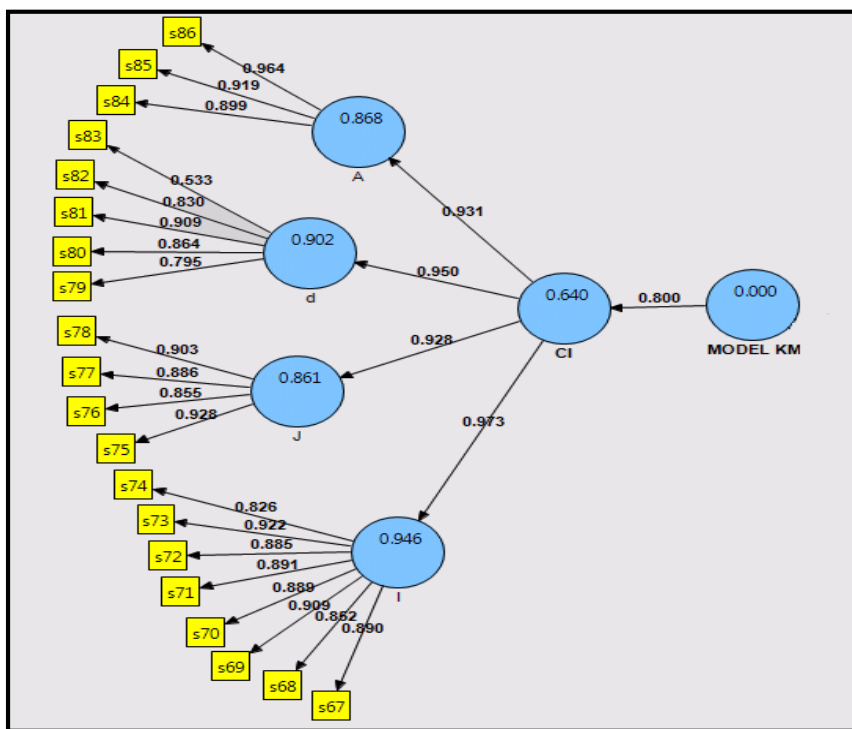 s86
0.964
s85
0.919
s84
0.899
0.868
A
s83
0.533
s82
0.830
s81
0.909
s80
0.864
s79
0.795
0.902
d
0.931
0.950
0.640
CI
0.800
0.000
MODEL KM
0.928
0.973
s78
0.903
s77
0.886
s76
0.855
s75
0.928
0.861
J
s74
0.826
s73
0.922
s72
0.885
s71
0.891
s70
0.889
s69
0.909
s68
0.852
s67
0.890
0.946
I